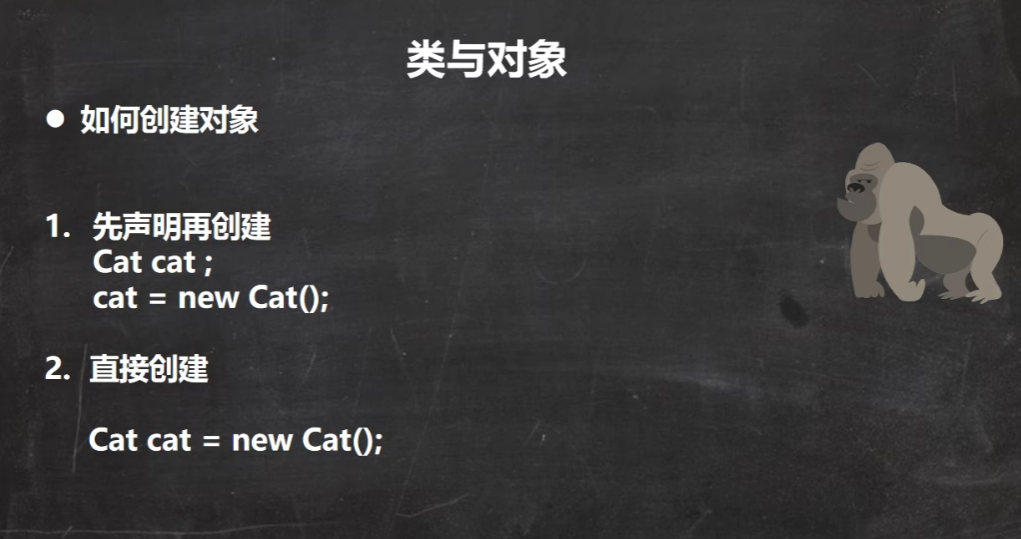 类与对象
● 如何创建对象
1. 先声明再创建
Cat cat ;
cat = new Cat();
2. 直接创建
Cat cat = new Cat();